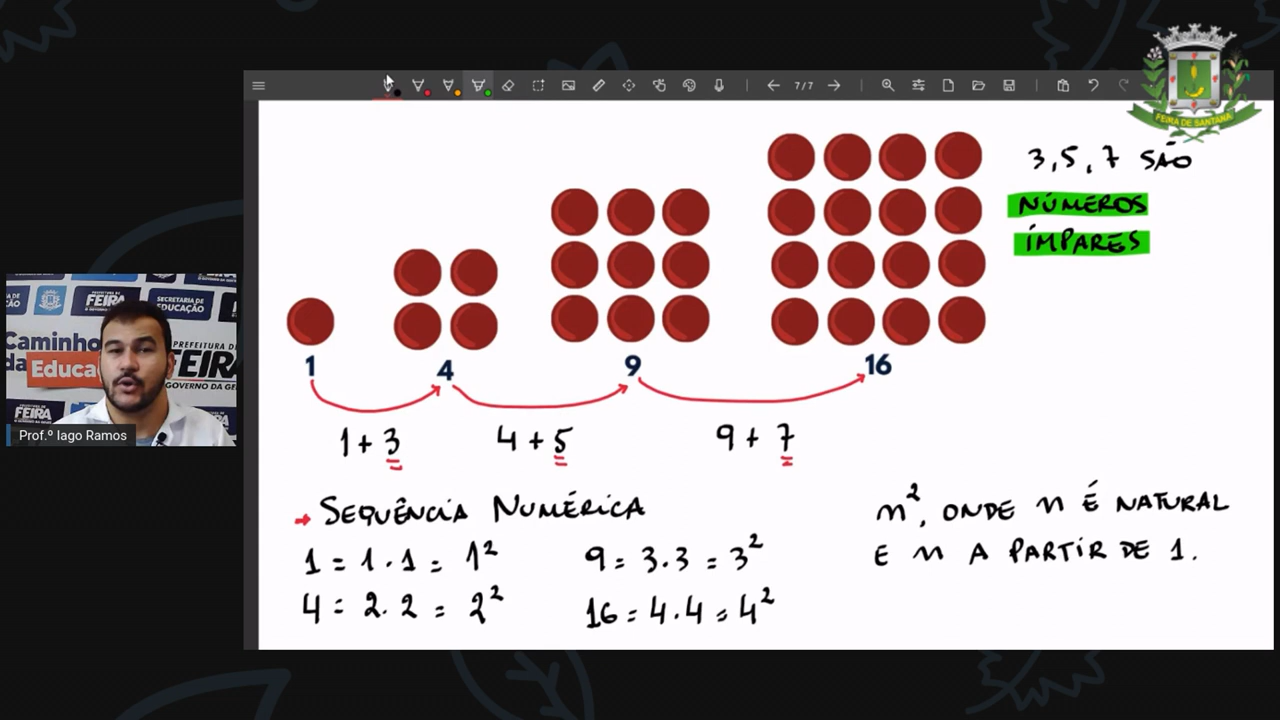 7/7
FEIRA DE SANTANA
3, 5, 7 SÃO
NÚMEROS
ÍMPARES
1
4
9
16
1 + 3
4 + 5
9 + 7
→ SEQUÊNCIA NUMÉRICA
1 = 1 . 1 = 1²
4 = 2 . 2 = 2²
9 = 3 . 3 = 3²
16 = 4 . 4 = 4²
n², ONDE n É NATURAL
E n A PARTIR DE 1.
FEIRA
SECRETARIA DE
EDUCAÇÃO
Caminho
da Educa
PREFEITURA DE
FEIRA
GOVERNO DA GE
FEIRA
Prof.º Iago Ramos